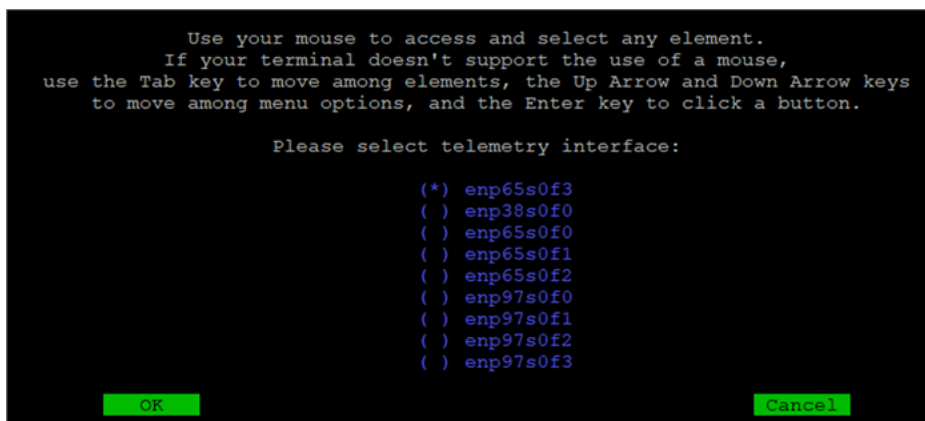 Use your mouse to access and select any element.
If your terminal doesn't support the use of a mouse,
use the Tab key to move among elements, the Up Arrow and Down Arrow keys
to move among menu options, and the Enter key to click a button.
Please select telemetry interface:
(*) enp65s0f3
( ) enp38s0f0
( ) enp65s0f0
( ) enp65s0f1
( ) enp65s0f2
( ) enp97s0f0
( ) enp97s0f1
( ) enp97s0f2
( ) enp97s0f3
OK Cancel